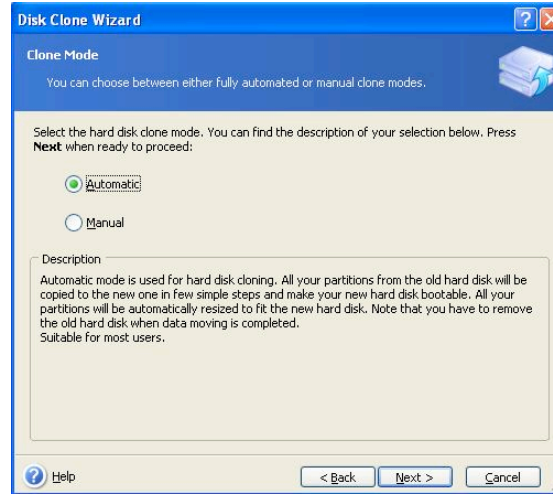 Disk Clone Wizard
Clone Mode
You can choose between either fully automated or manual clone modes.
Select the hard disk clone mode. You can find the description of your selection below. Press
Next when ready to proceed:
Automatic
Manual
Description
Automatic mode is used for hard disk cloning. All your partitions from the old hard disk will be
copied to the new one in few simple steps and make your new hard disk bootable. All your
partitions will be automatically resized to fit the new hard disk. Note that you have to remove
the old hard disk when data moving is completed.
Suitable for most users.
Help
< Back
Next >
Cancel